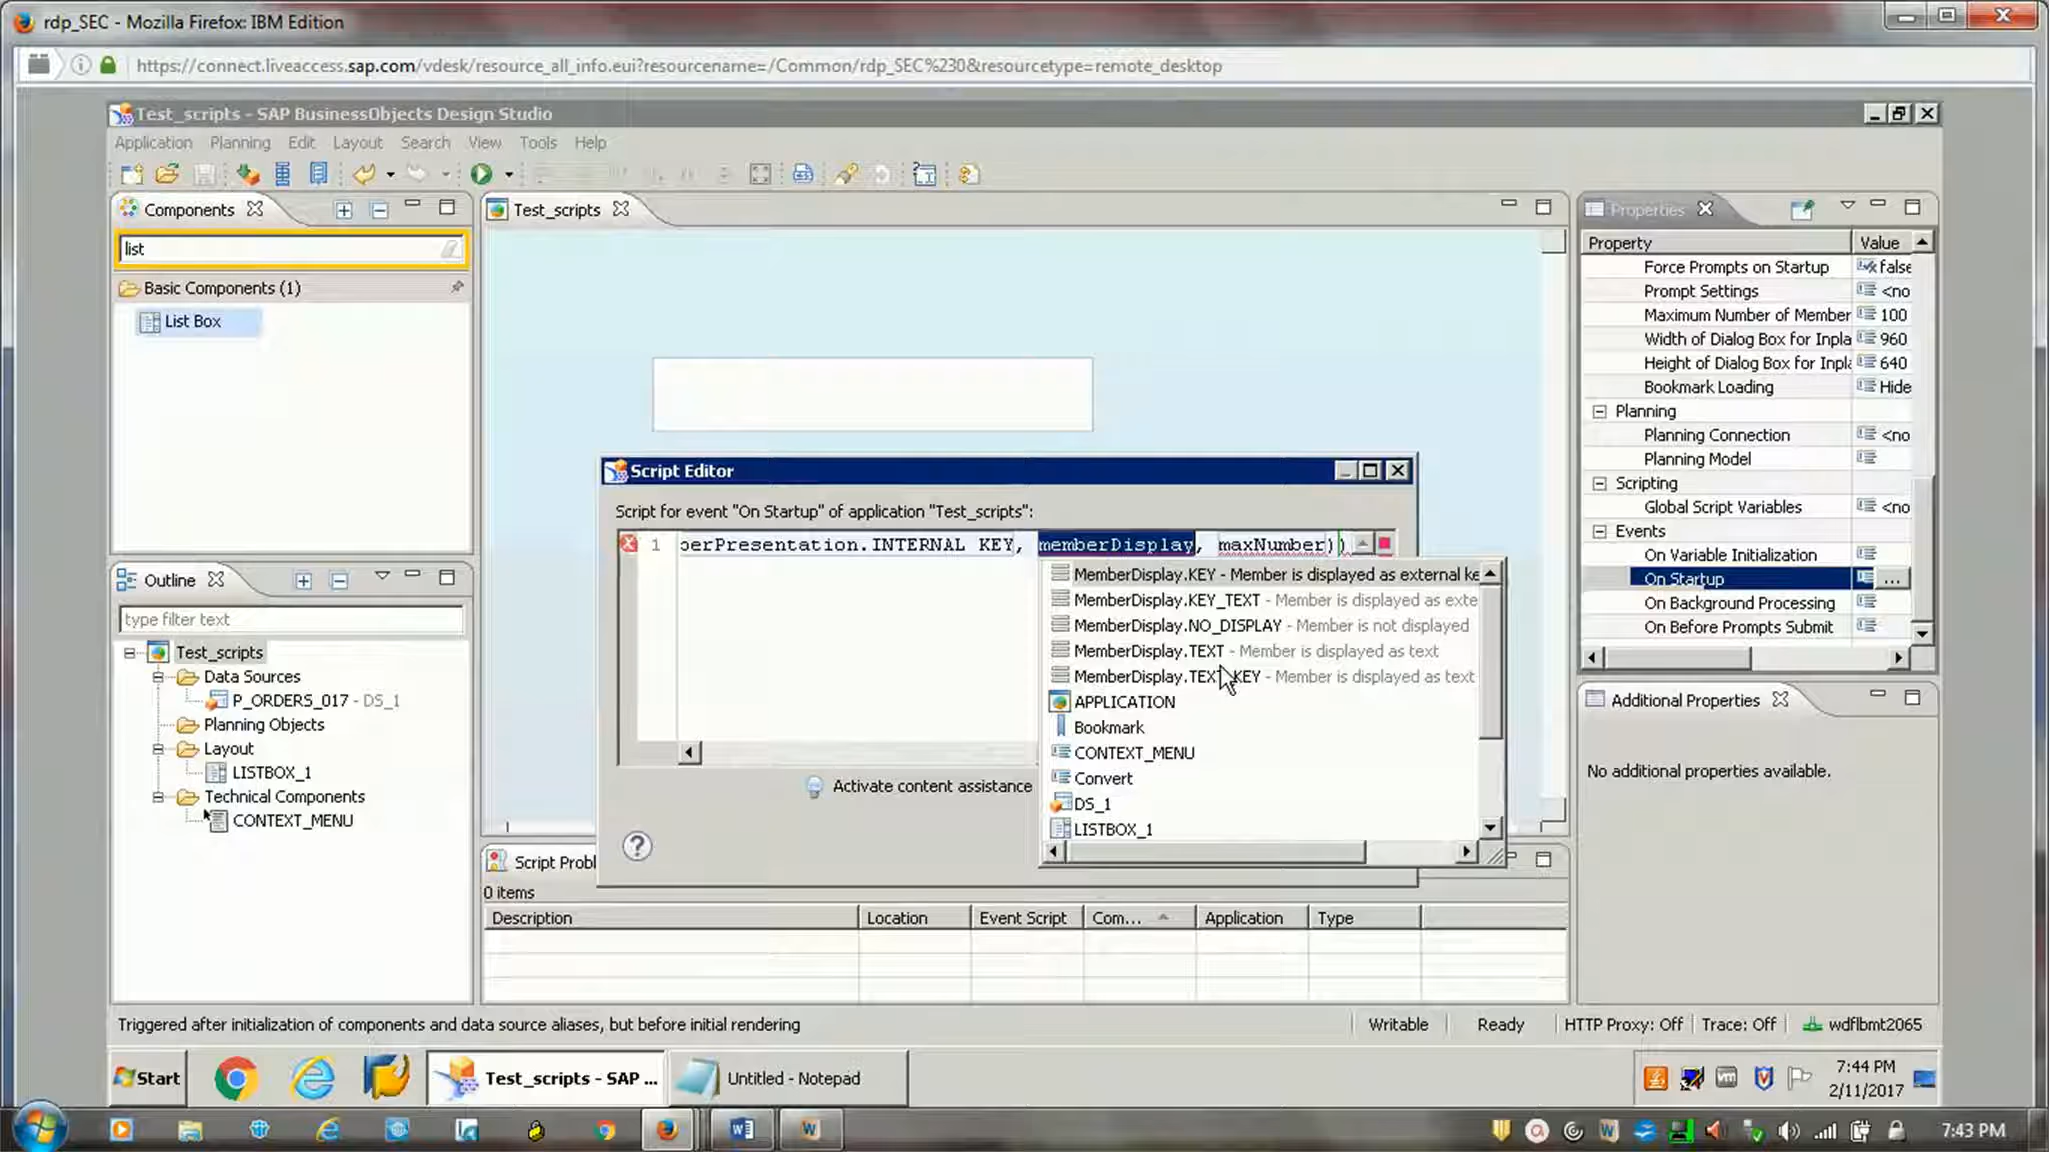 rdp_SEC - Mozilla Firefox: IBM Edition
https://connect.liveaccess.sap.com/vdesk/resource_all_info.eui?resourcename=/Common/rdp_SEC%230&resourcetype=remote_desktop
Test_scripts - SAP BusinessObjects Design Studio
Application Planning Edit Layout Search View Tools Help
Components
list
Basic Components (1)
List Box
Outline
type filter text
Test_scripts
Data Sources
P_ORDERS_017 - DS_1
Planning Objects
Layout
LISTBOX_1
Technical Components
CONTEXT_MENU
Test_scripts
Script Editor
Script for event "On Startup" of application "Test_scripts":
1 berPresentation.INTERNAL_KEY, memberDisplay, maxNumber))
MemberDisplay.KEY - Member is displayed as external ke
MemberDisplay.KEY_TEXT - Member is displayed as exte
MemberDisplay.NO_DISPLAY - Member is not displayed
MemberDisplay.TEXT - Member is displayed as text
MemberDisplay.TEXT_KEY - Member is displayed as text
APPLICATION
Bookmark
CONTEXT_MENU
Convert
DS_1
LISTBOX_1
Activate content assistance
Script Probl
0 items
Description Location Event Script Com... Application Type
Properties
Property Value
Force Prompts on Startup false
Prompt Settings <no
Maximum Number of Member 100
Width of Dialog Box for Inpla 960
Height of Dialog Box for Inpla 640
Bookmark Loading Hide
Planning
Planning Connection <no
Planning Model
Scripting
Global Script Variables <no
Events
On Variable Initialization
On Startup ...
On Background Processing
On Before Prompts Submit
Additional Properties
No additional properties available.
Triggered after initialization of components and data source aliases, but before initial rendering
Writable Ready HTTP Proxy: Off Trace: Off wdflbmt2065
Start Test_scripts - SAP ... Untitled - Notepad
7:44 PM
2/11/2017
7:43 PM